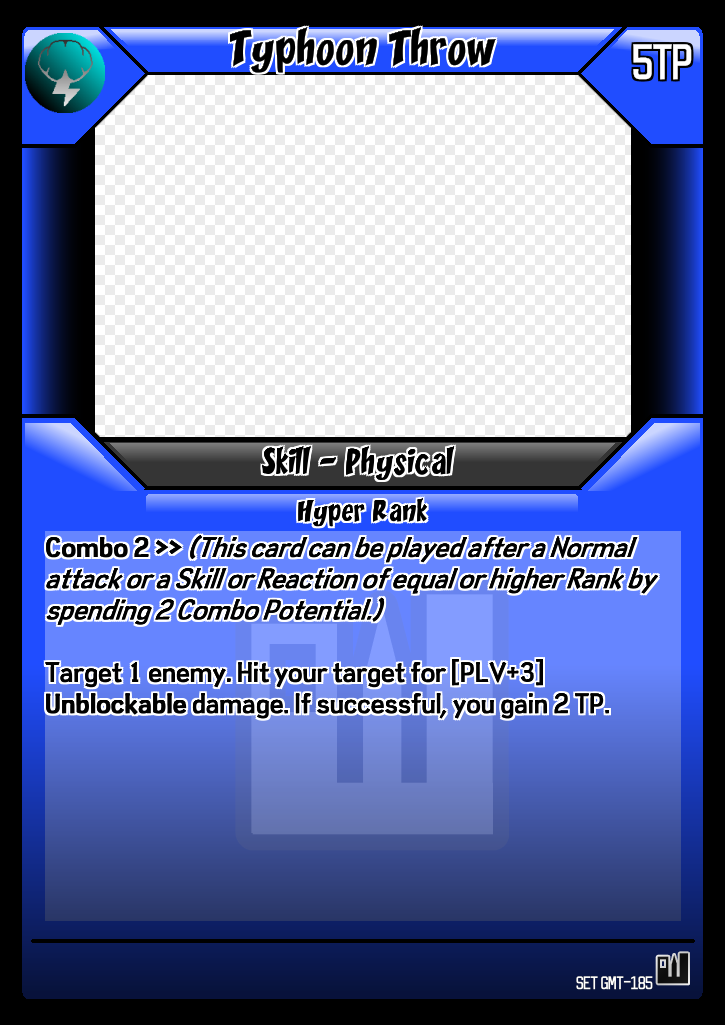 Typhoon Throw
5TP
Skill - Physical
Hyper Rank
Combo 2 >> (This card can be played after a Normal
attack or a Skill or Reaction of equal or higher Rank by
spending 2 Combo Potential.)
Target 1 enemy. Hit your target for [PLV+3]
Unblockable damage. If successful, you gain 2 TP.
SET GMT-185